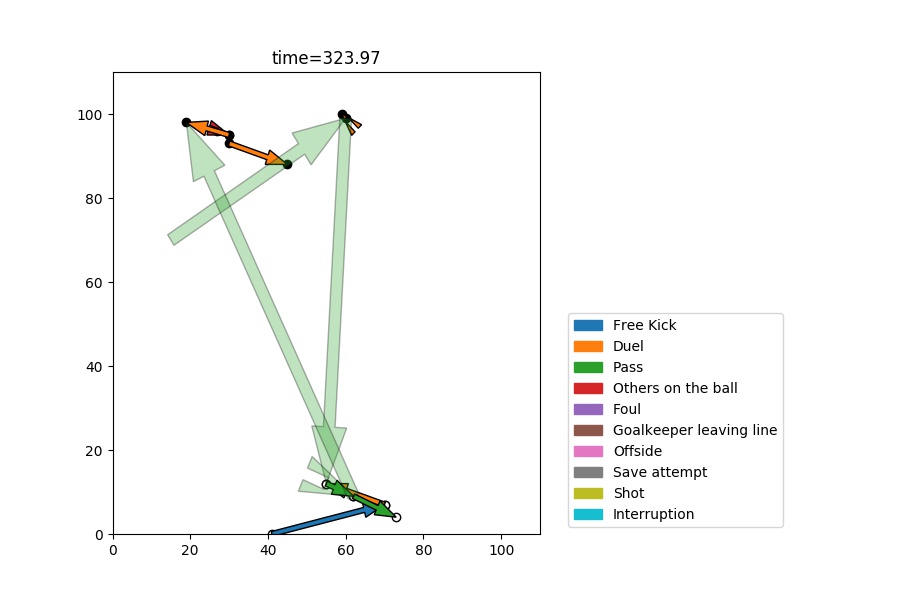 time=323.97
100
80
60
40
20
0
0 20 40 60 80 100
Free Kick
Duel
Pass
Others on the ball
Foul
Goalkeeper leaving line
Offside
Save attempt
Shot
Interruption